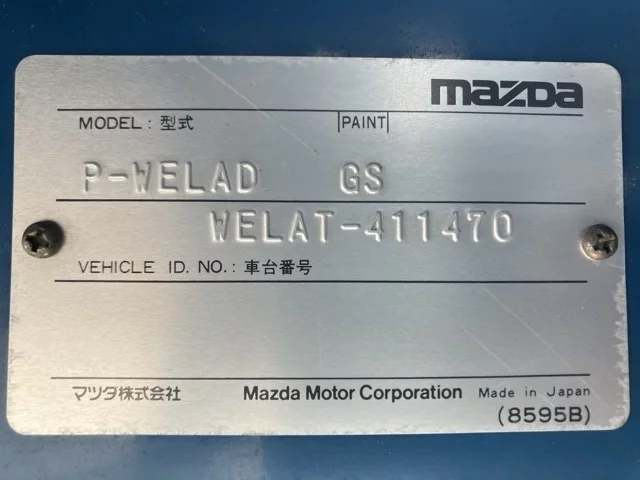 mazda
MODEL : 型式 PAINT
P-WELAD GS
WELAT-411470
VEHICLE ID. NO. : 車台番号
マツダ株式会社 Mazda Motor Corporation Made in Japan
(8595B)